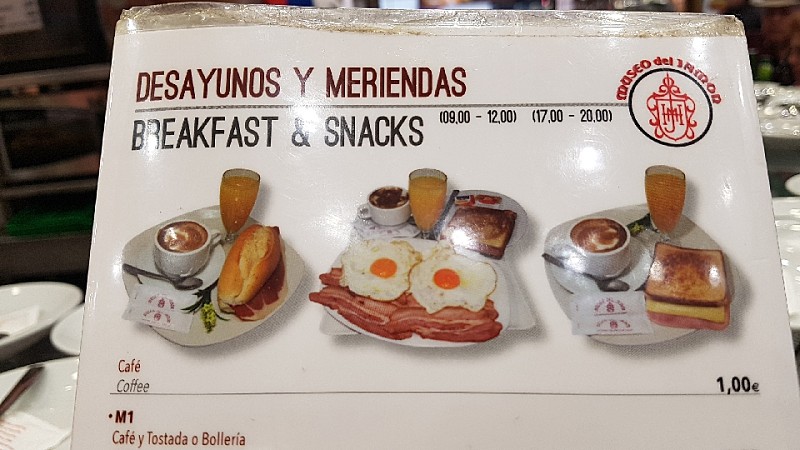 DESAYUNOS Y MERIENDAS
MUSEO del JAMON
BREAKFAST & SNACKS (09,00 - 12,00) (17,00 - 20,00)
Café
Coffee 1,00€
• M1
Café y Tostada o Bollería